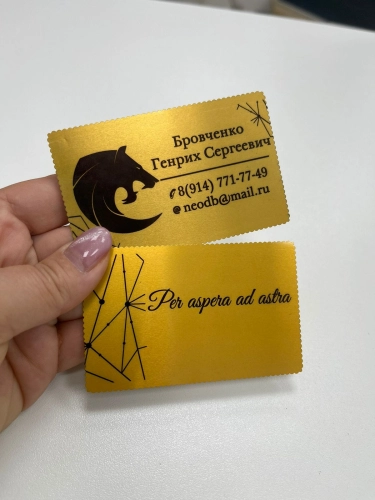 Бровченко
Генрих Сергеевич
8(914) 771-77-49
neodb@mail.ru
Per aspera ad astra